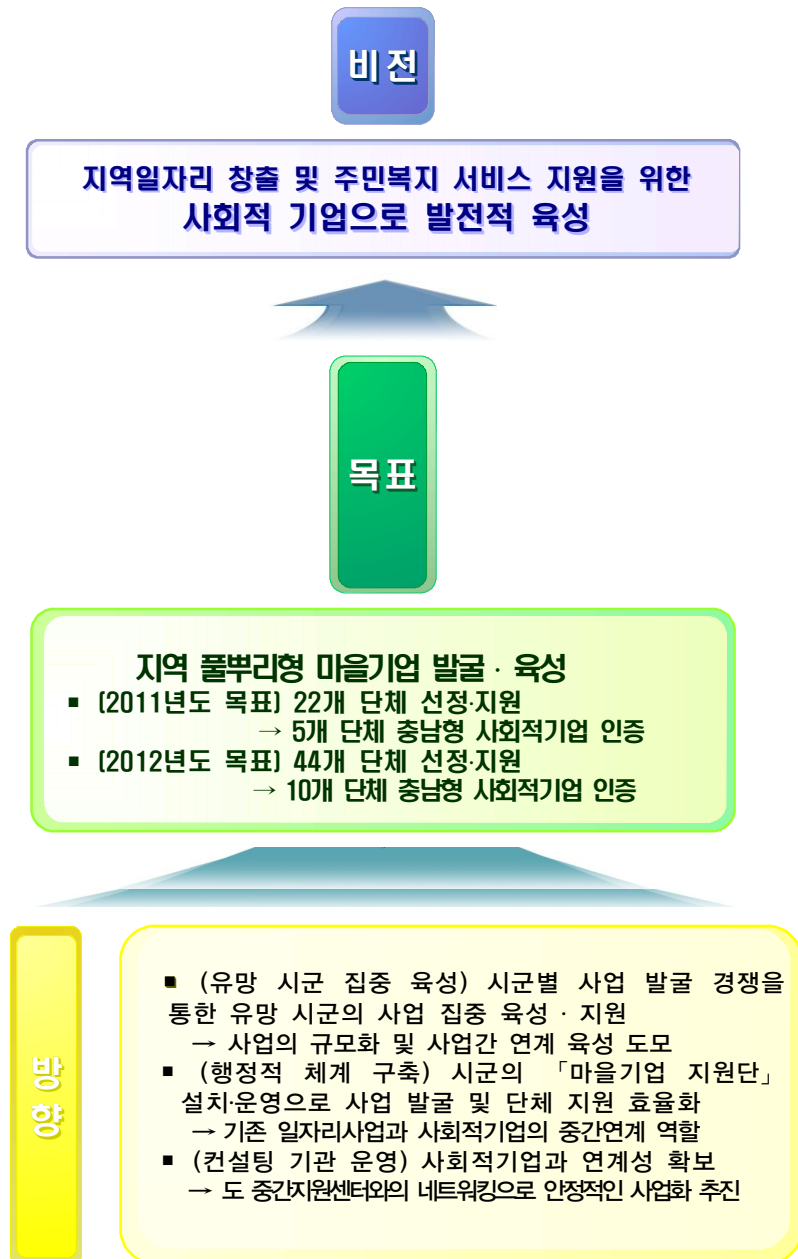 비전
지역일자리 창출 및 주민복지 서비스 지원을 위한
사회적 기업으로 발전적 육성
목표
지역 풀뿌리형 마을기업 발굴 · 육성
▪ (2011년도 목표) 22개 단체 선정·지원
→ 5개 단체 충남형 사회적기업 인증
▪ (2012년도 목표) 44개 단체 선정·지원
→ 10개 단체 충남형 사회적기업 인증
방향
▪ (유망 시군 집중 육성) 시군별 사업 발굴 경쟁을
통한 유망 시군의 사업 집중 육성 · 지원
→ 사업의 규모화 및 사업간 연계 육성 도모
▪ (행정적 체계 구축) 시군의 「마을기업 지원단」
설치·운영으로 사업 발굴 및 단체 지원 효율화
→ 기존 일자리사업과 사회적기업의 중간연계 역할
▪ (컨설팅 기관 운영) 사회적기업과 연계성 확보
→ 도 중간지원센터와의 네트워킹으로 안정적인 사업화 추진